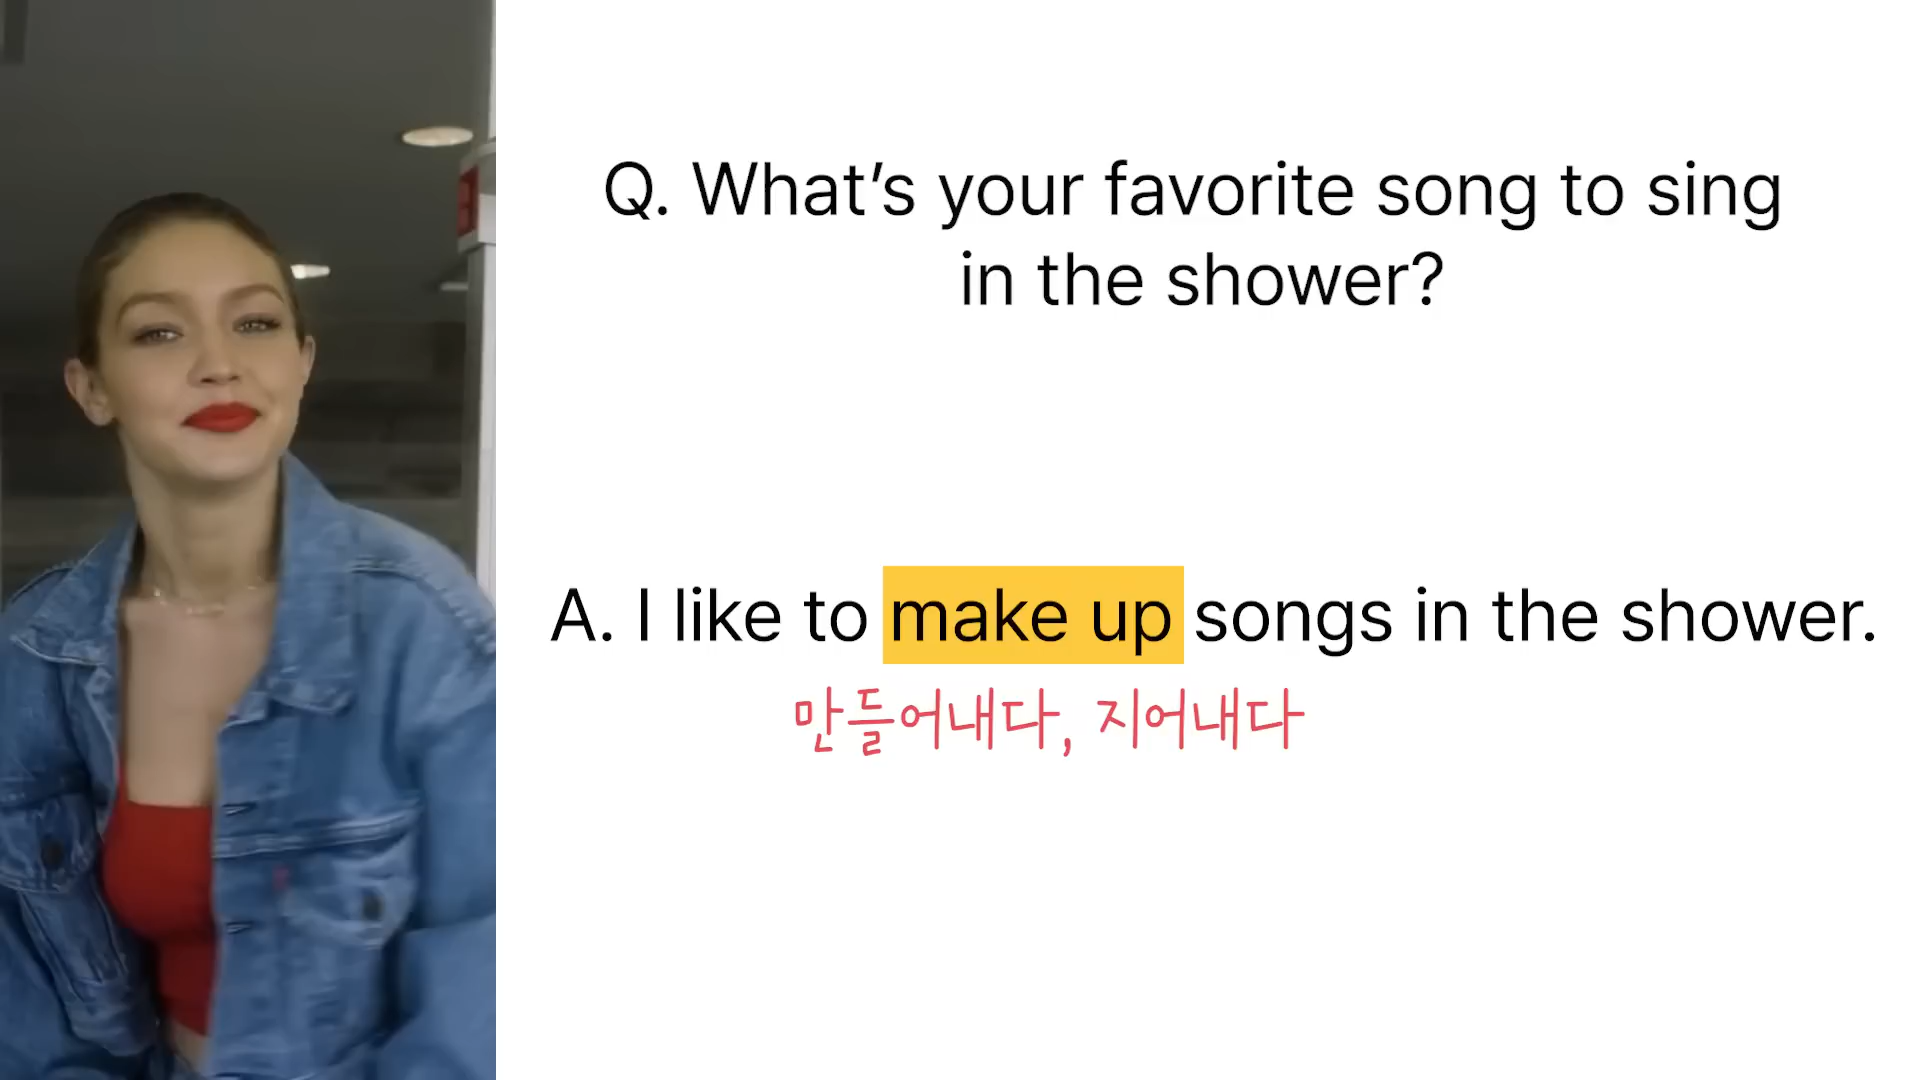 Q. What's your favorite song to sing
in the shower?
A. I like to make up songs in the shower.
만들어내다, 지어내다